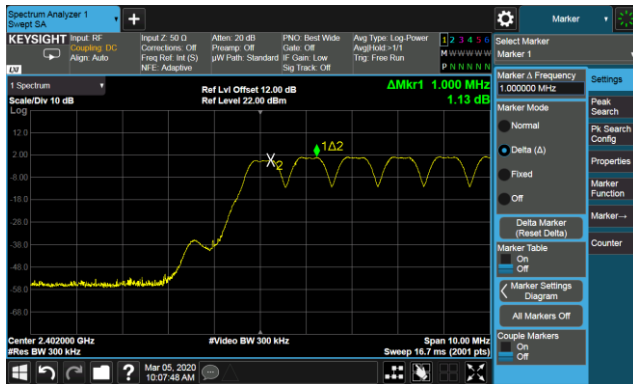 Spectrum Analyzer 1
Swept SA
Marker
KEYSIGHT
Input: RF
Coupling: DC
Align: Auto
Input Z: 50 Ω
Corrections: Off
Freq Ref: Int (S)
NFE: Adaptive
Atten: 20 dB
Preamp: Off
µW Path: Standard
PNO: Best Wide
Gate: Off
IF Gain: Low
Sig Track: Off
Avg Type: Log-Power
Avg|Hold:>1/1
Trig: Free Run
1 2 3 4 5 6
M W W W W W
P N N N N N
LXI
Select Marker
Marker 1
1 Spectrum
Scale/Div 10 dB
Log
Ref Lvl Offset 12.00 dB
Ref Level 22.00 dBm
ΔMkr1 1.000 MHz
1.13 dB
12.0
2.00
-8.00
-18.0
-28.0
-38.0
-48.0
-58.0
-68.0
1Δ2
2
Center 2.402000 GHz
#Res BW 300 kHz
#Video BW 300 kHz
Span 10.00 MHz
Sweep 16.7 ms (2001 pts)
Marker Δ Frequency
1.000000 MHz
Marker Mode
Normal
Delta (Δ)
Fixed
Off
Delta Marker
(Reset Delta)
Marker Table
On
Off
Marker Settings
Diagram
All Markers Off
Couple Markers
On
Off
Settings
Peak
Search
Pk Search
Config
Properties
Marker
Function
Marker→
Counter
?
Mar 05, 2020
10:07:48 AM